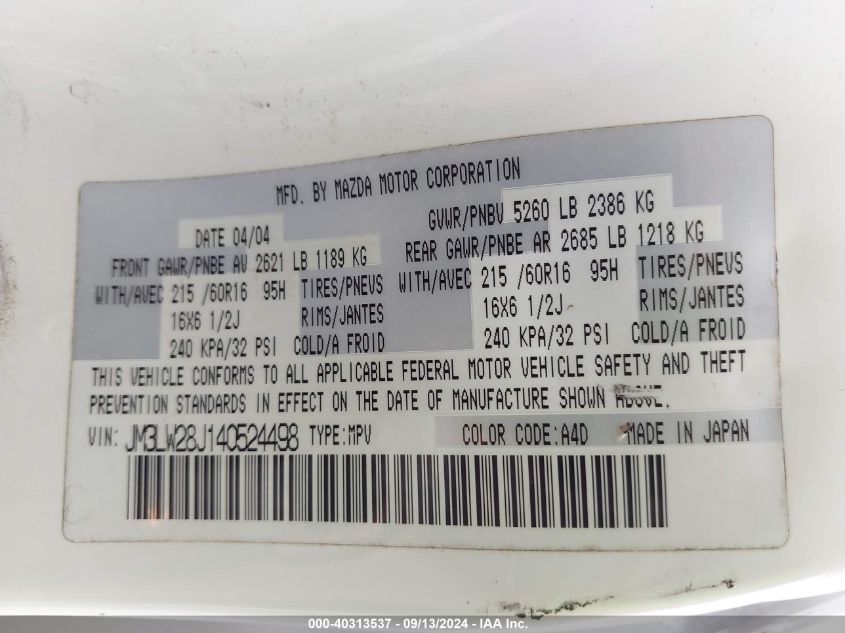 MFD. BY MAZDA MOTOR CORPORATION
DATE 04/04 GVWR/PNBV 5260 LB 2386 KG
FRONT GAWR/PNBE AV 2621 LB 1189 KG REAR GAWR/PNBE AR 2685 LB 1218 KG
WITH/AVEC 215 /60R16 95H TIRES/PNEVS WITH/AVEC 215 /60R16 95H TIRES/PNEVS
16X6 1/2J RIMS/JANTES 16X6 1/2J RIMS/JANTES
240 KPA/32 PSI COLD/A FROID 240 KPA/32 PSI COLD/A FROID
THIS VEHICLE CONFORMS TO ALL APPLICABLE FEDERAL MOTOR VEHICLE SAFETY AND THEFT
PREVENTION STANDARDS IN EFFECT ON THE DATE OF MANUFACTURE SHOWN ABOVE.
VIN: JM3LW28J140524498 TYPE:MPV COLOR CODE:A4D MADE IN JAPAN
000-40313537 - 09/13/2024 - IAA Inc.